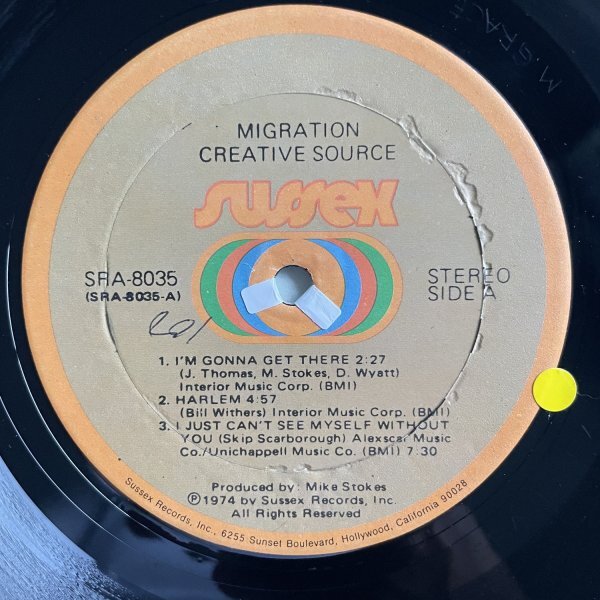 M. GRACE
MIGRATION
CREATIVE SOURCE
sussex
SRA-8035
(SRA-8035-A)
STEREO
SIDE A
1. I'M GONNA GET THERE 2:27
(J. Thomas, M. Stokes, D. Wyatt)
Interior Music Corp. (BMI)
2. HARLEM 4:57
(Bill Withers) Interior Music Corp. (BMI)
3. I JUST CAN'T SEE MYSELF WITHOUT
YOU (Skip Scarborough) Alexscar Music
Co./Unichappell Music Co. (BMI) 7:30
Produced by: Mike Stokes
Ⓟ1974 by Sussex Records, Inc.
All Rights Reserved
Sussex Records, Inc., 6255 Sunset Boulevard, Hollywood, California 90028